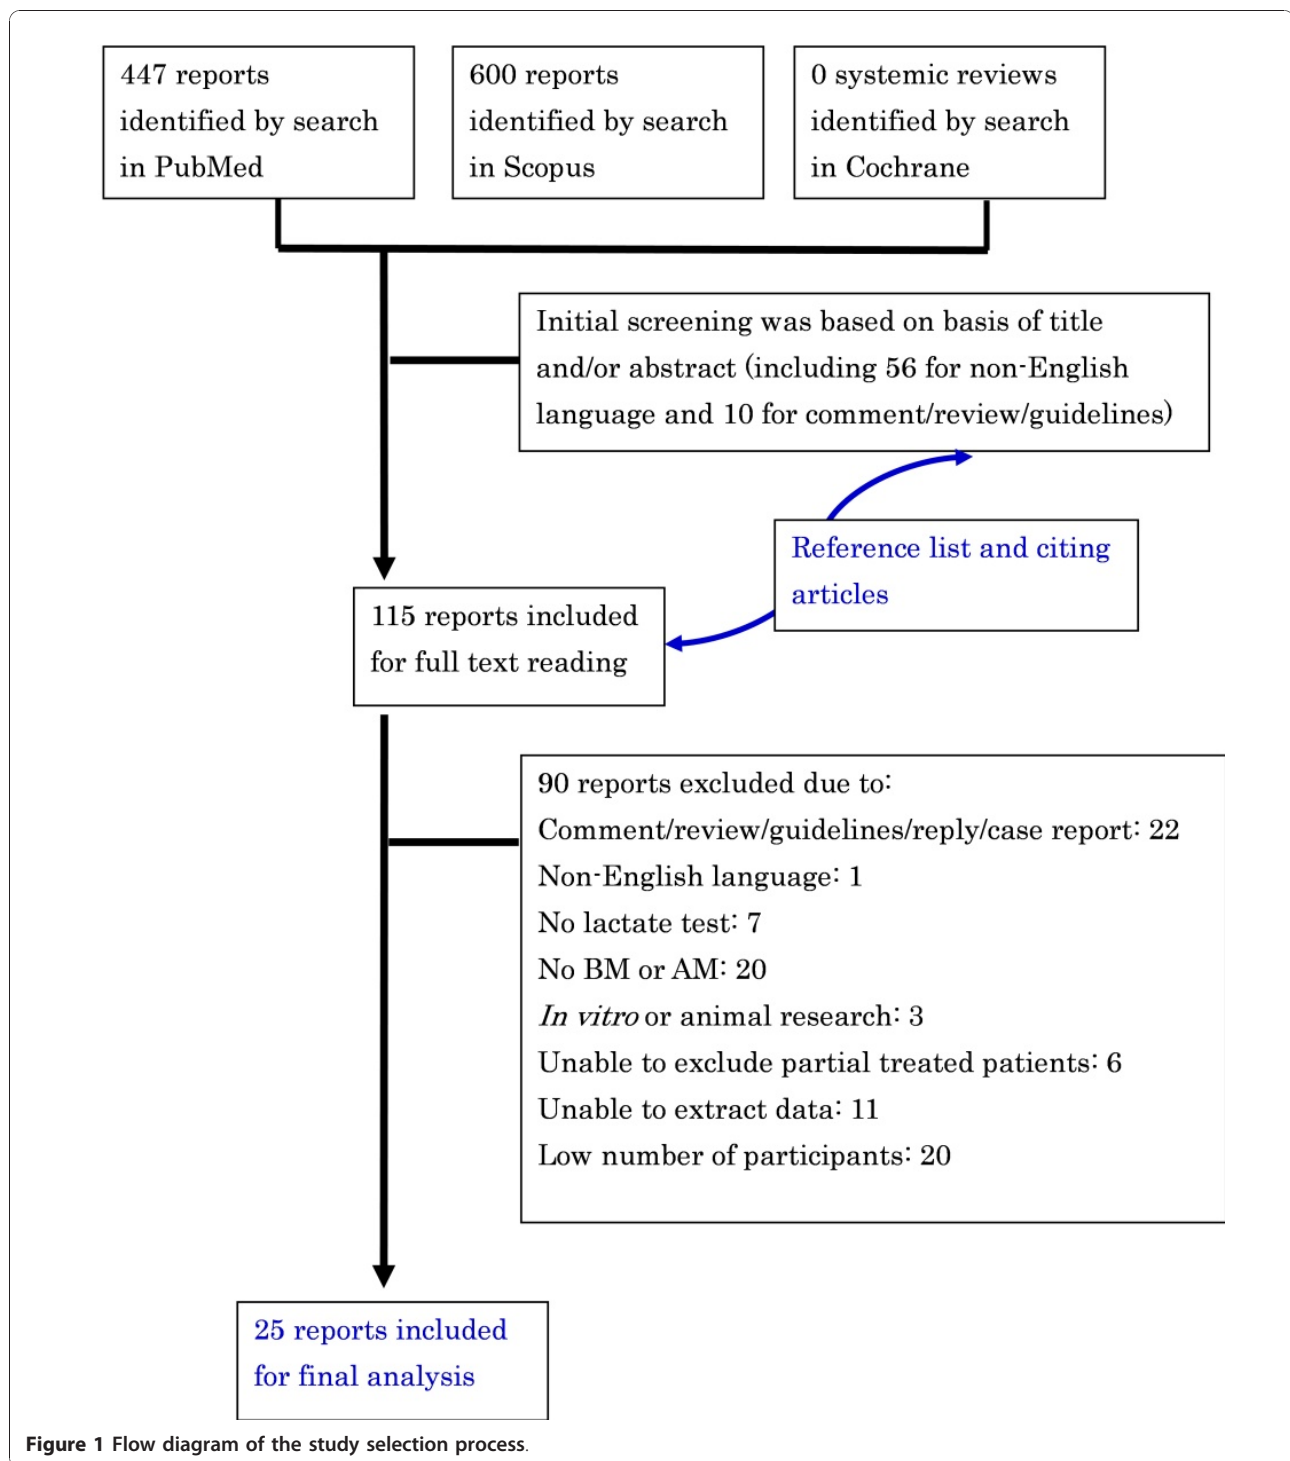 447 reports
identified by search
in PubMed
600 reports
identified by search
in Scopus
0 systemic reviews
identified by search
in Cochrane
Initial screening was based on basis of title
and/or abstract (including 56 for non-English
language and 10 for comment/review/guidelines)
Reference list and citing
articles
115 reports included
for full text reading
90 reports excluded due to:
Comment/review/guidelines/reply/case report: 22
Non-English language: 1
No lactate test: 7
No BM or AM: 20
In vitro or animal research: 3
Unable to exclude partial treated patients: 6
Unable to extract data: 11
Low number of participants: 20
25 reports included
for final analysis
Figure 1 Flow diagram of the study selection process.